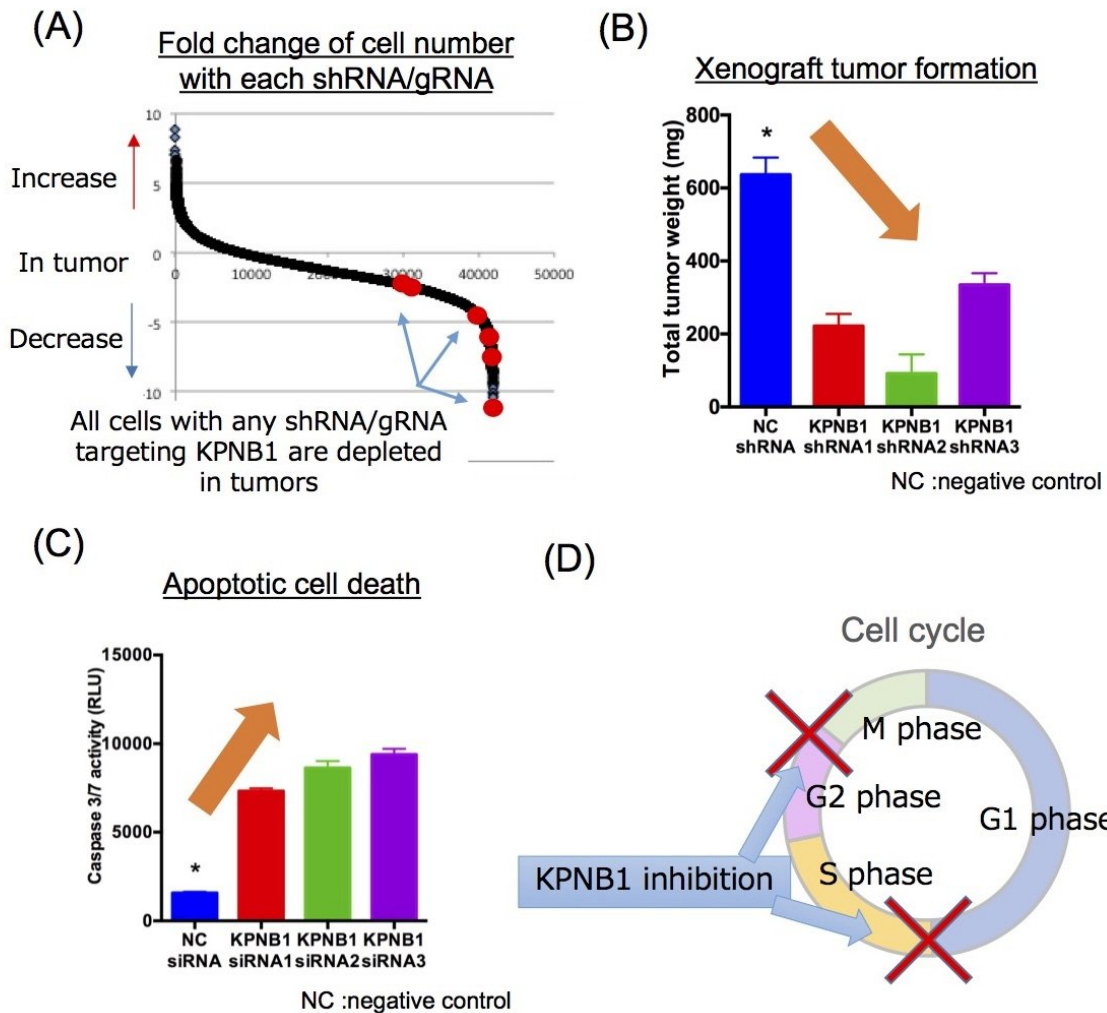 (A)
Fold change of cell number
with each shRNA/gRNA
10
5
0
-5
-10
0
10000
20000
30000
40000
50000
Increase
In tumor
Decrease
All cells with any shRNA/gRNA
targeting KPNB1 are depleted
in tumors
(B)
Xenograft tumor formation
Total tumor weight (mg)
800
600
400
200
0
*
NC
shRNA
KPNB1
shRNA1
KPNB1
shRNA2
KPNB1
shRNA3
NC :negative control
(C)
Apoptotic cell death
Caspase 3/7 activity (RLU)
15000
10000
5000
0
*
NC
siRNA
KPNB1
siRNA1
KPNB1
siRNA2
KPNB1
siRNA3
NC :negative control
(D)
Cell cycle
M phase
G2 phase
G1 phase
S phase
KPNB1 inhibition